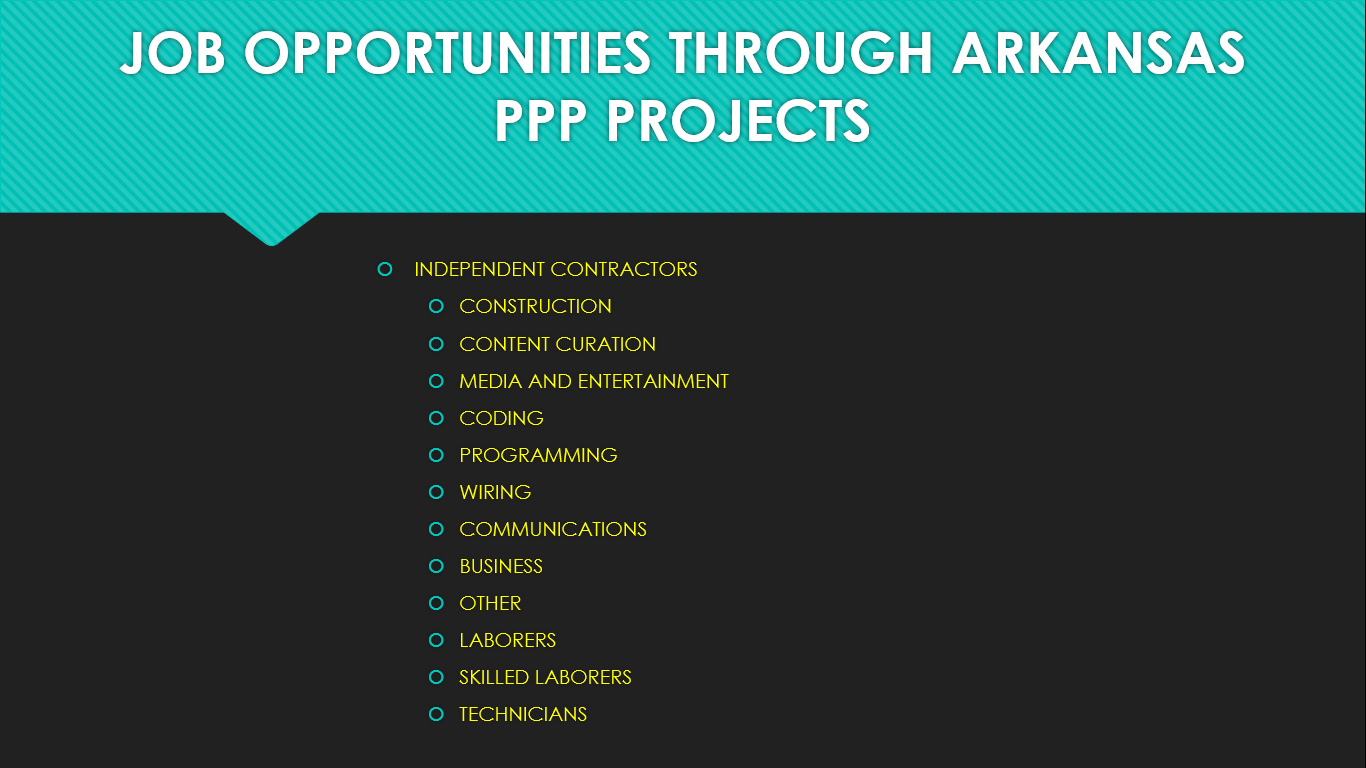 JOB OPPORTUNITIES THROUGH ARKANSAS
PPP PROJECTS
INDEPENDENT CONTRACTORS
CONSTRUCTION
CONTENT CURATION
MEDIA AND ENTERTAINMENT
CODING
PROGRAMMING
WIRING
COMMUNICATIONS
BUSINESS
OTHER
LABORERS
SKILLED LABORERS
TECHNICIANS